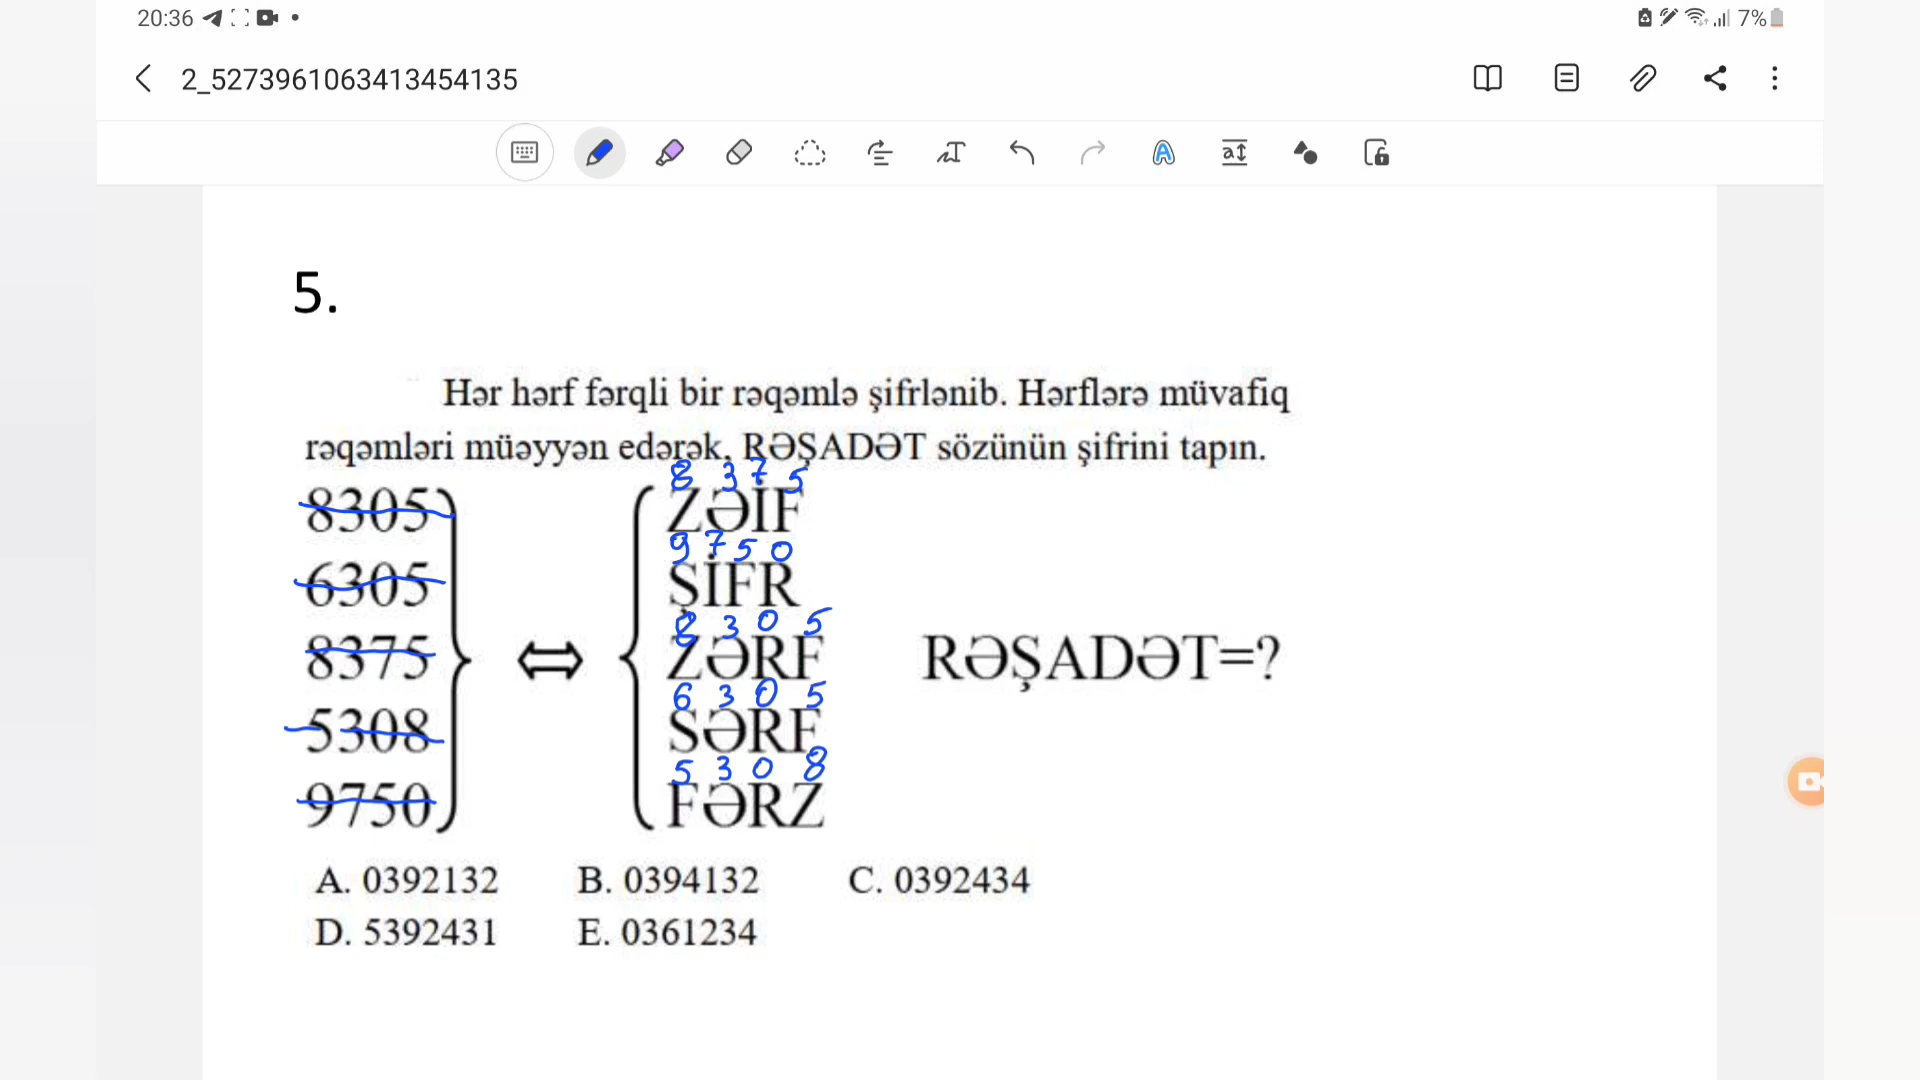 20:36
7%
2_5273961063413454135
5.
Hər hərf fərqli bir rəqəmlə şifrlənib. Hərflərə müvafiq
rəqəmləri müəyyən edərək, RƏŞADƏT sözünün şifrini tapın.
8 3 7 5
8305 ZƏİF
9 7 5 0
6305 ŞİFR
8 3 0 5
8375 ⇔ ZƏRF RƏŞADƏT=?
6 3 0 5
5308 SƏRF
5 3 0 8
9750 FƏRZ
A. 0392132 B. 0394132 C. 0392434
D. 5392431 E. 0361234